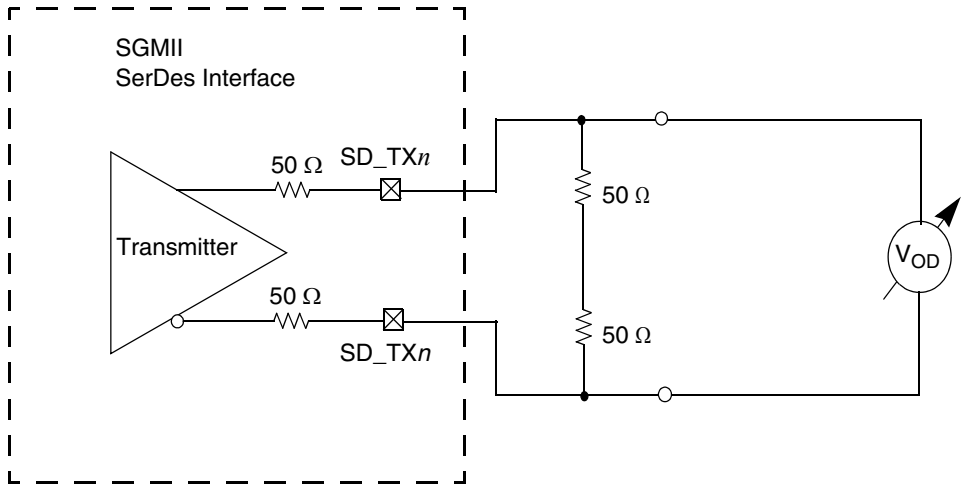 SGMII
SerDes Interface
50 Ω
SD_TXn
50 Ω
Transmitter
VOD
50 Ω
50 Ω
SD_TXn